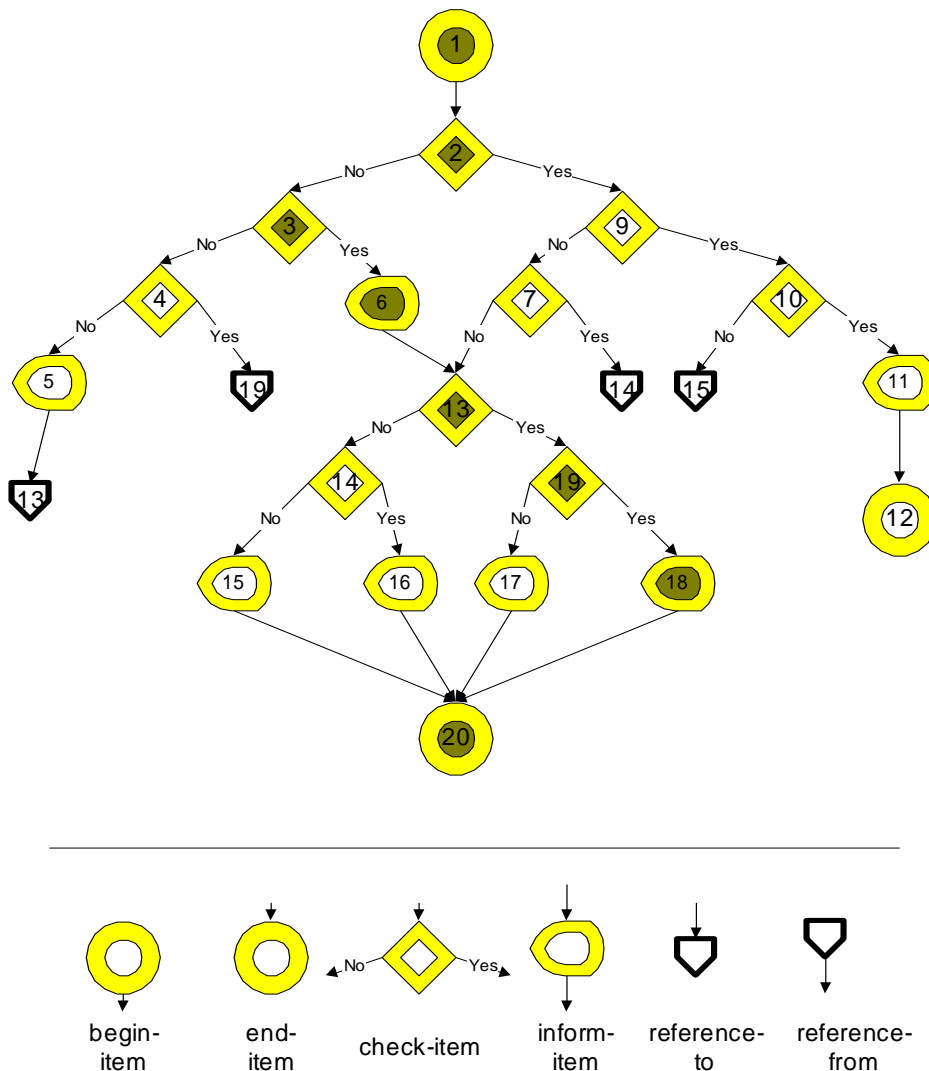 1
2
No
Yes
3
9
No
Yes
No
Yes
4
6
7
10
No
Yes
No
Yes
No
Yes
5
19
13
14
15
11
No
Yes
13
14
19
12
No
Yes
No
Yes
15
16
17
18
20
No
Yes
begin-
item
end-
item
check-item
inform-
item
reference-
to
reference-
from